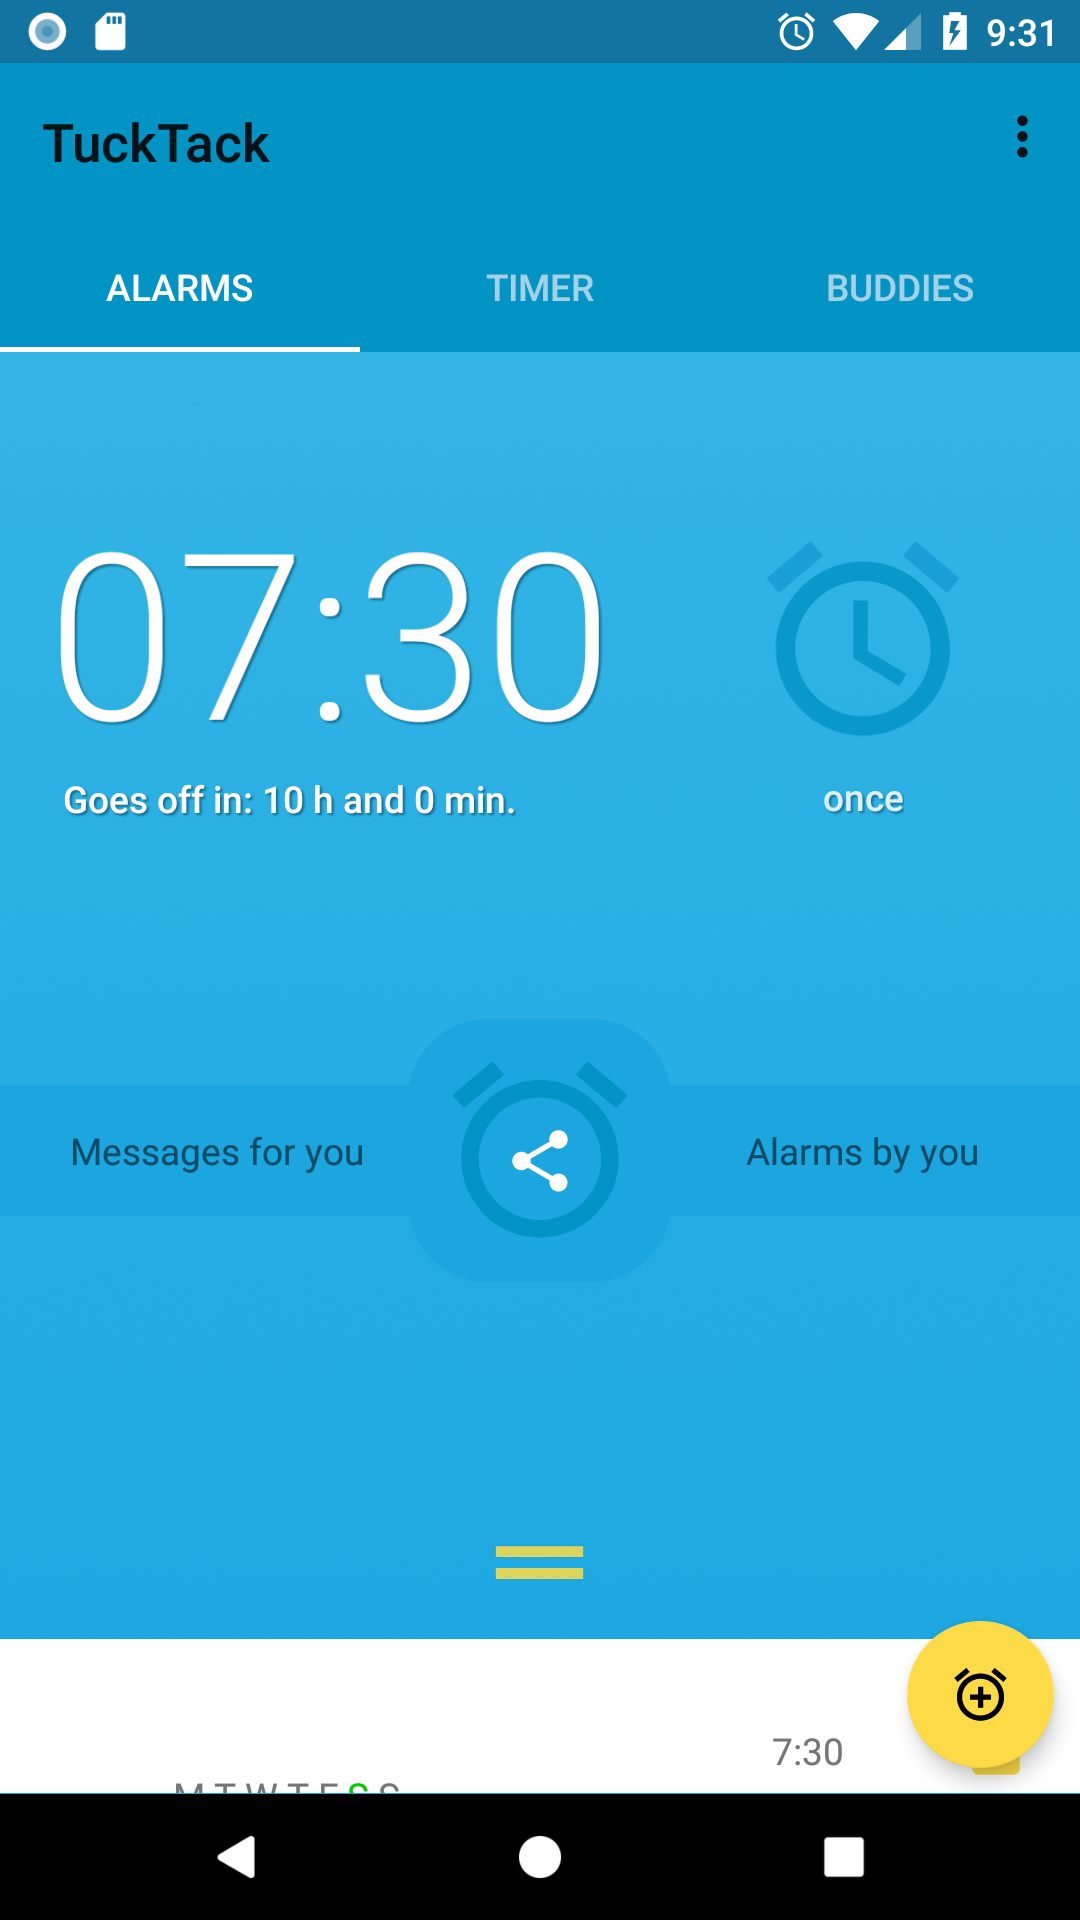 9:31
TuckTack
ALARMS TIMER BUDDIES
07:30
Goes off in: 10 h and 0 min.
once
Messages for you
Alarms by you
7:30
M T W T F S S